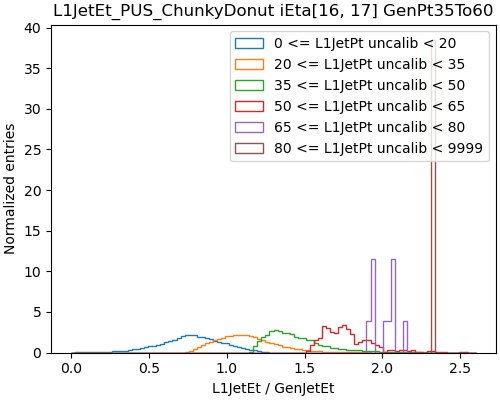 L1JetEt_PUS_ChunkyDonut iEta[16, 17] GenPt35To60
40
35
30
25
20
15
10
5
0
Normalized entries
0 <= L1JetPt uncalib < 20
20 <= L1JetPt uncalib < 35
35 <= L1JetPt uncalib < 50
50 <= L1JetPt uncalib < 65
65 <= L1JetPt uncalib < 80
80 <= L1JetPt uncalib < 9999
0.0 0.5 1.0 1.5 2.0 2.5
L1JetEt / GenJetEt